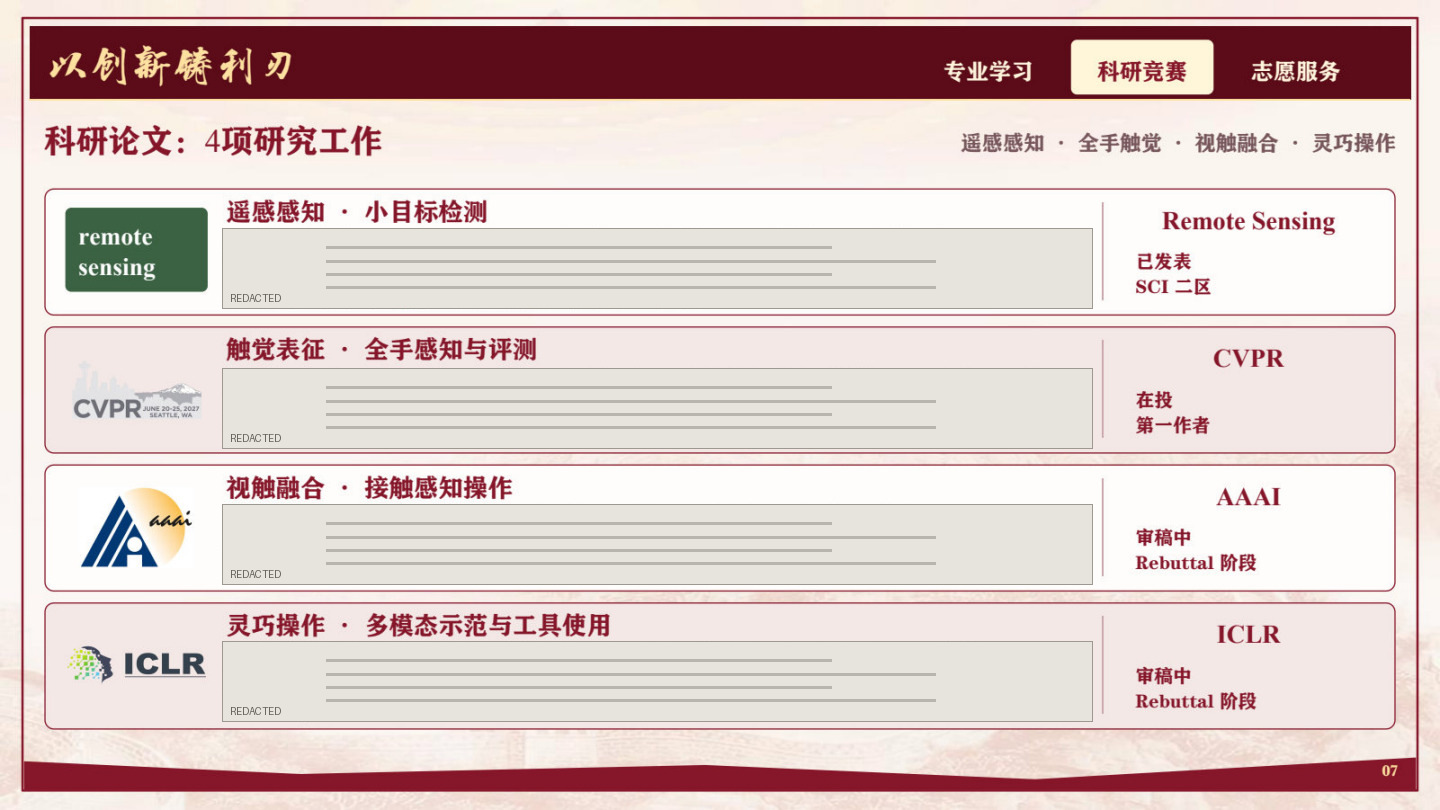 以创新铸利刃
专业学习
科研竞赛
志愿服务
科研论文：4项研究工作
遥感感知 · 全手触觉 · 视触融合 · 灵巧操作
remote
sensing
遥感感知 · 小目标检测
REDACTED
Remote Sensing
已发表
SCI 二区
CVPR
JUNE 20-25, 2027
SEATTLE, WA
触觉表征 · 全手感知与评测
REDACTED
CVPR
在投
第一作者
aaai
视触融合 · 接触感知操作
REDACTED
AAAI
审稿中
Rebuttal 阶段
ICLR
灵巧操作 · 多模态示范与工具使用
REDACTED
ICLR
审稿中
Rebuttal 阶段
07